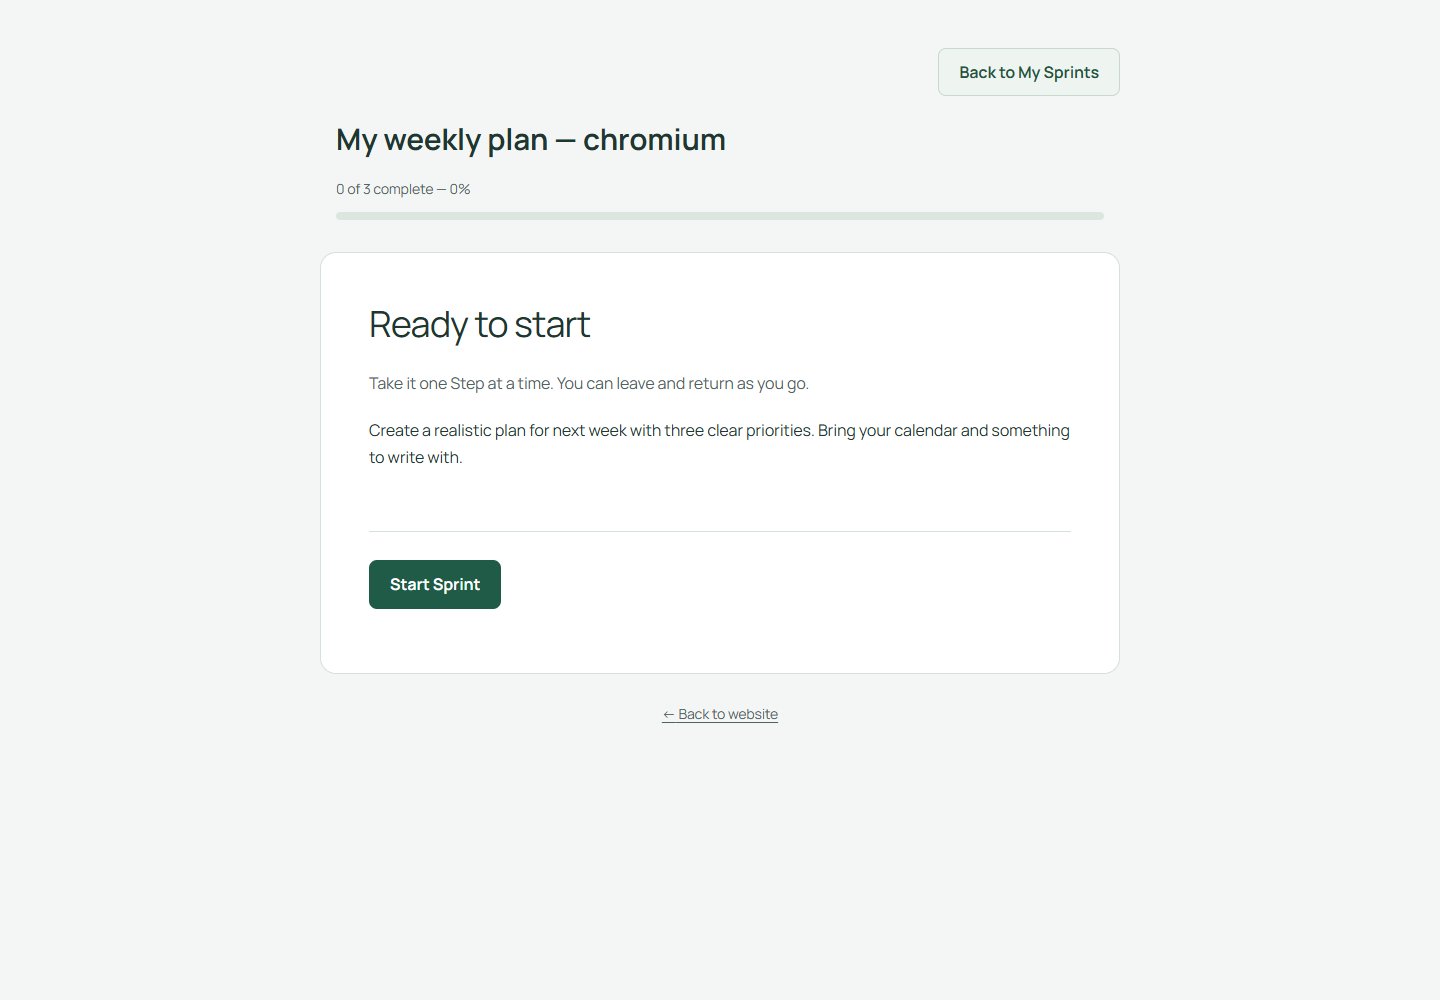 Back to My Sprints
My weekly plan — chromium
0 of 3 complete — 0%
Ready to start
Take it one Step at a time. You can leave and return as you go.
Create a realistic plan for next week with three clear priorities. Bring your calendar and something
to write with.
Start Sprint
← Back to website